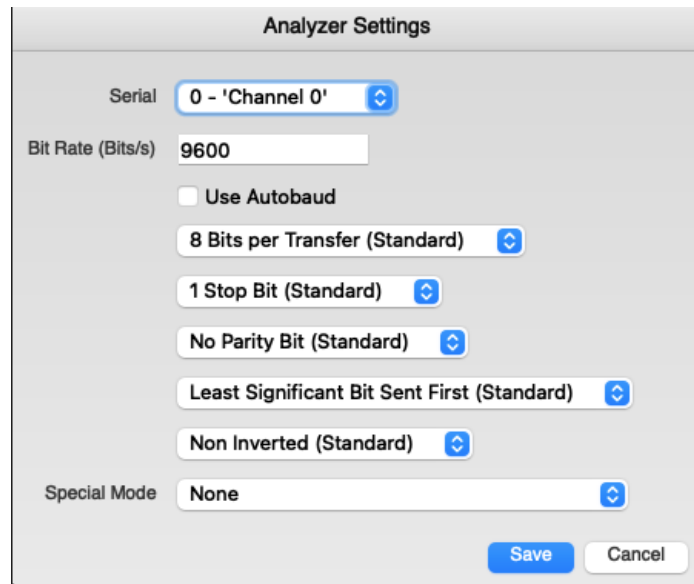 Analyzer Settings
Serial 0 - 'Channel 0'
Bit Rate (Bits/s) 9600
Use Autobaud
8 Bits per Transfer (Standard)
1 Stop Bit (Standard)
No Parity Bit (Standard)
Least Significant Bit Sent First (Standard)
Non Inverted (Standard)
Special Mode None
Save Cancel